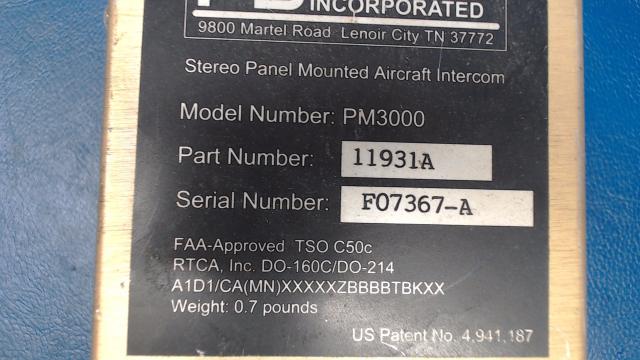 INCORPORATED
9800 Martel Road Lenoir City TN 37772
Stereo Panel Mounted Aircraft Intercom
Model Number: PM3000
Part Number: 11931A
Serial Number: F07367-A
FAA-Approved TSO C50c
RTCA, Inc. DO-160C/DO-214
A1D1/CA(MN)XXXXXZBBBBTBKXX
Weight: 0.7 pounds
US Patent No. 4,941,187